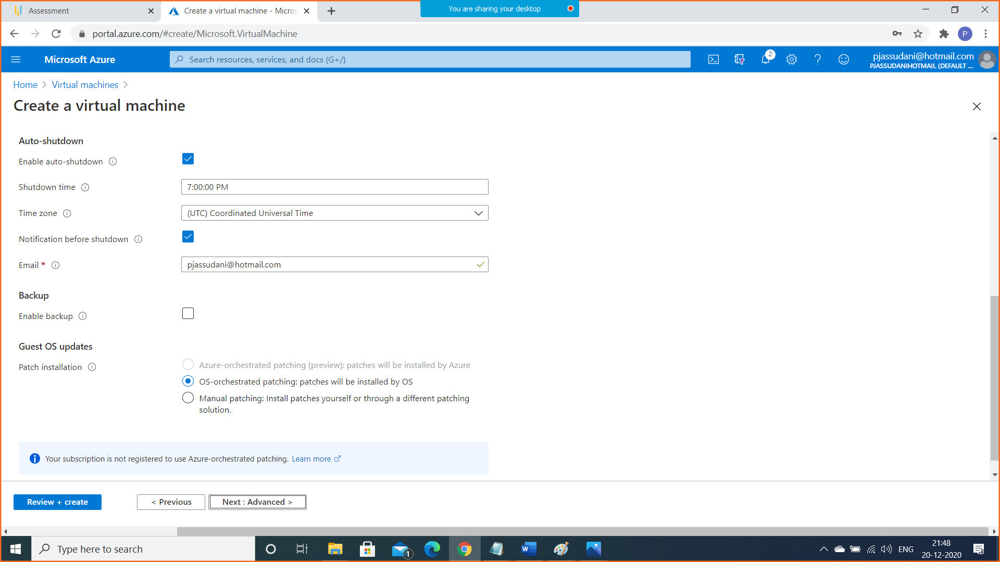 Assessment
Create a virtual machine - Micros
You are sharing your desktop
portal.azure.com/#create/Microsoft.VirtualMachine
P
Microsoft Azure
Search resources, services, and docs (G+/)
2
pjassudani@hotmail.com
PJASSUDANIHOTMAIL (DEFAULT ...
Home > Virtual machines >
Create a virtual machine
Auto-shutdown
Enable auto-shutdown
Shutdown time
7:00:00 PM
Time zone
(UTC) Coordinated Universal Time
Notification before shutdown
Email *
pjassudani@hotmail.com
Backup
Enable backup
Guest OS updates
Patch installation
Azure-orchestrated patching (preview): patches will be installed by Azure
OS-orchestrated patching: patches will be installed by OS
Manual patching: Install patches yourself or through a different patching
solution.
Your subscription is not registered to use Azure-orchestrated patching. Learn more
Review + create
< Previous
Next : Advanced >
Type here to search
1
W
ENG
21:48
20-12-2020